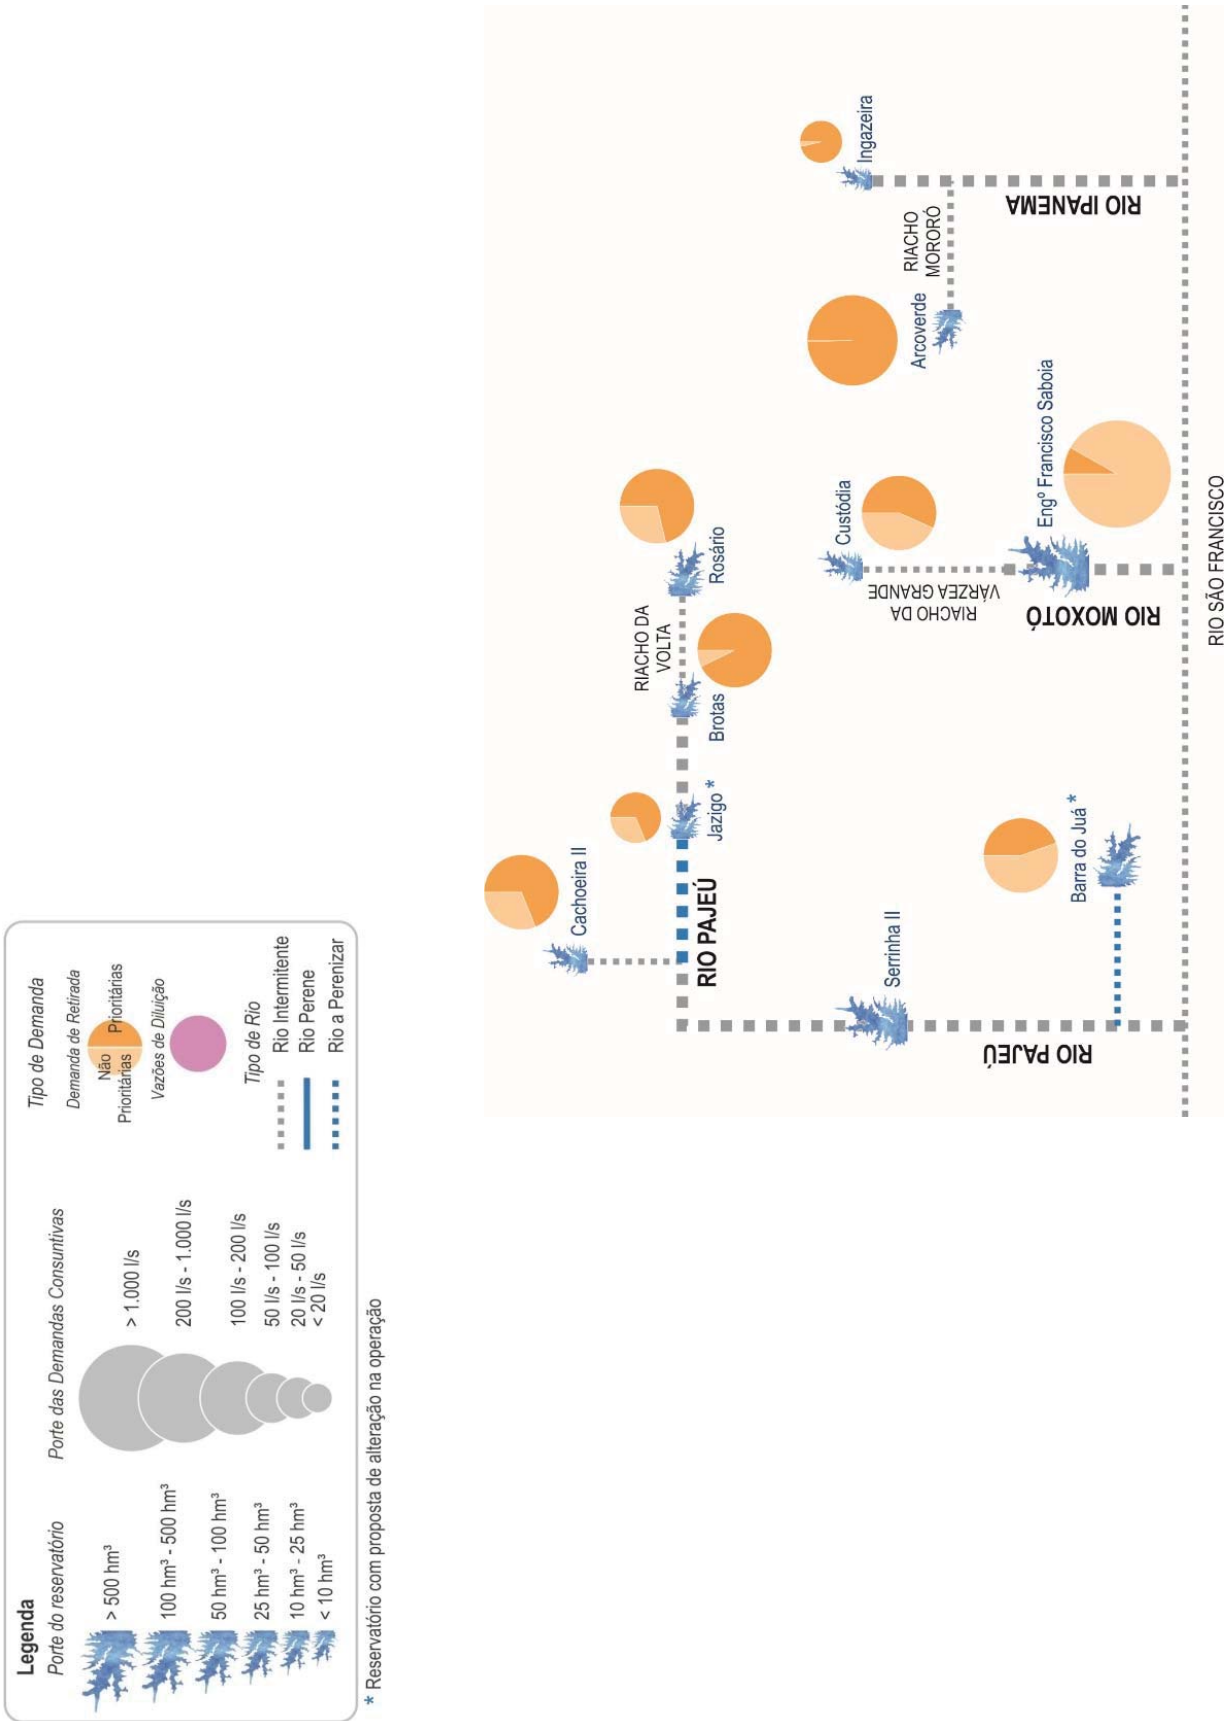 Legenda
Porte do reservatório
> 500 hm³
100 hm³ - 500 hm³
50 hm³ - 100 hm³
25 hm³ - 50 hm³
10 hm³ - 25 hm³
< 10 hm³
Porte das Demandas Consuntivas
> 1.000 l/s
200 l/s - 1.000 l/s
100 l/s - 200 l/s
50 l/s - 100 l/s
20 l/s - 50 l/s
< 20 l/s
Tipo de Demanda
Demanda de Retirada
Não
Prioritárias
Prioritárias
Vazões de Diluição
Tipo de Rio
Rio Intermitente
Rio Perene
Rio a Perenizar
* Reservatório com proposta de alteração na operação
Cachoeira II
Jazigo *
Brotas
RIACHO DA
VOLTA
Rosário
RIO PAJEÚ
Serrinha II
RIO PAJEÚ
Barra do Juá *
Custódia
RIACHO DA
VÁRZEA GRANDE
Engº Francisco Saboia
RIO MOXOTÓ
Arcoverde
RIACHO
MORORÓ
Ingazeira
RIO IPANEMA
RIO SÃO FRANCISCO